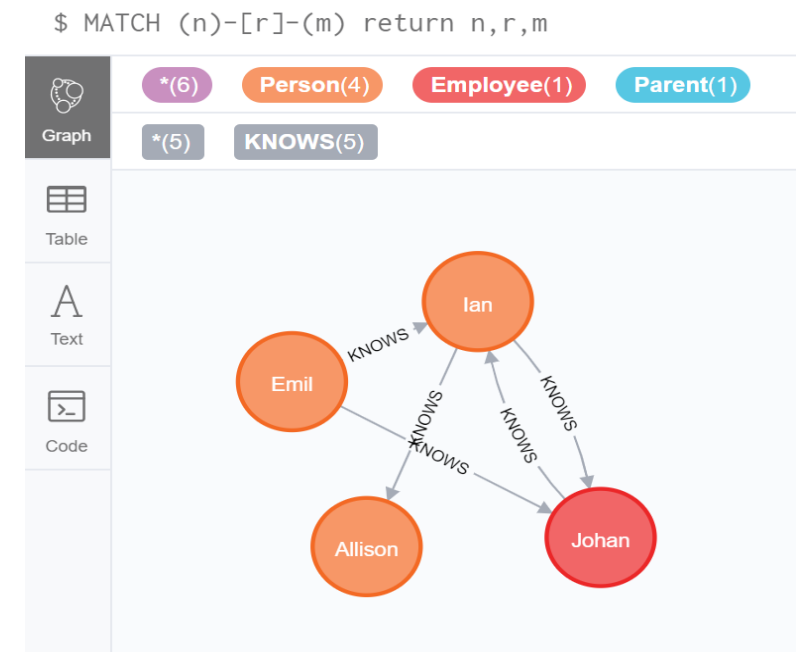 $ MATCH (n)-[r]-(m) return n,r,m
*(6) Person(4) Employee(1) Parent(1)
Graph
*(5) KNOWS(5)
Table
Text
Code
Ian
KNOWS
Emil
KNOWS
KNOWS
KNOWS
KNOWS
Allison
Johan